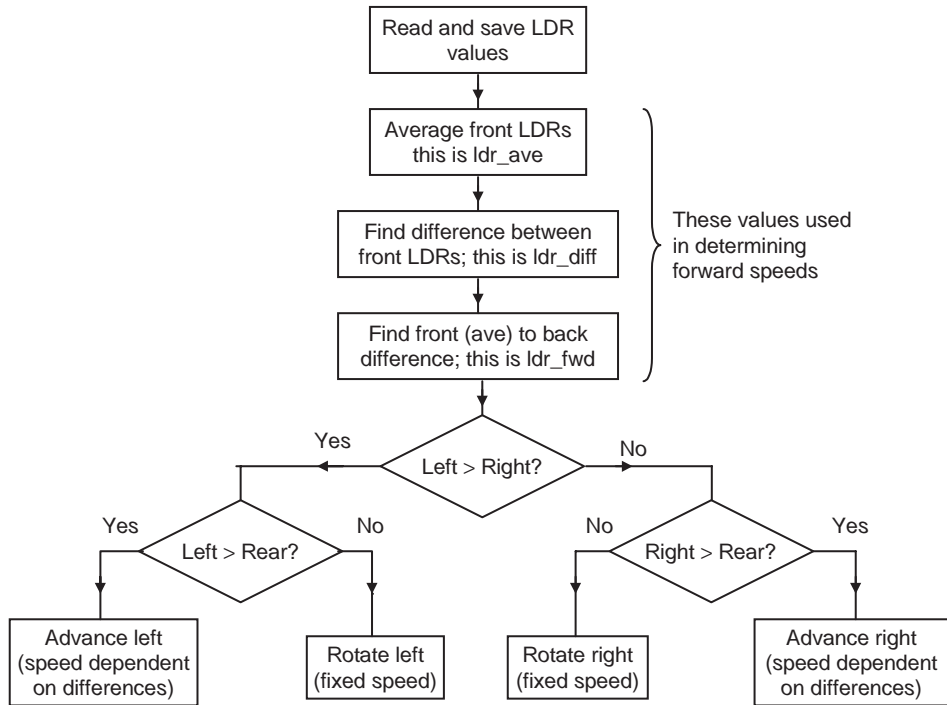 Read and save LDR
values
Average front LDRs
this is ldr_ave
Find difference between
front LDRs; this is ldr_diff
Find front (ave) to back
difference; this is ldr_fwd
These values used
in determining
forward speeds
Left > Right?
Yes
No
Left > Rear?
Yes
No
Right > Rear?
No
Yes
Advance left
(speed dependent
on differences)
Rotate left
(fixed speed)
Rotate right
(fixed speed)
Advance right
(speed dependent
on differences)